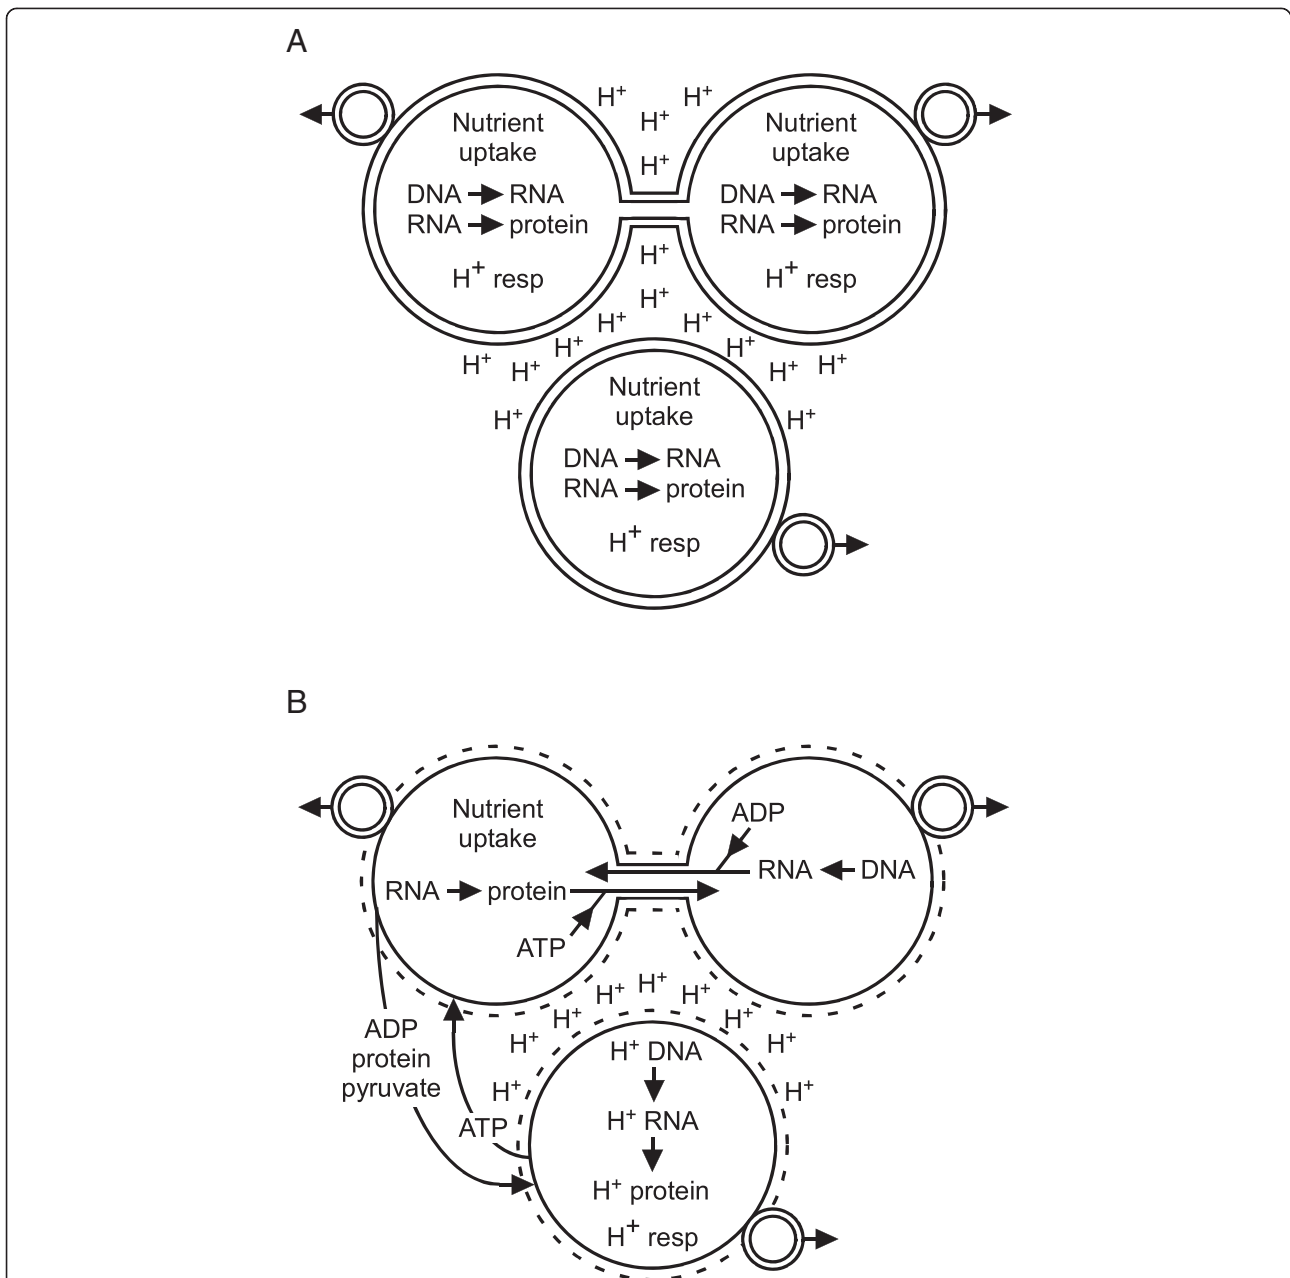 A
H⁺ H⁺
H⁺
H⁺
Nutrient
uptake
DNA RNA
RNA protein
H⁺ resp
Nutrient
uptake
DNA RNA
RNA protein
H⁺ resp
H⁺
H⁺
H⁺ H⁺
H⁺ H⁺
H⁺ H⁺ H⁺ H⁺
H⁺ H⁺
Nutrient
uptake
DNA RNA
RNA protein
H⁺ resp
B
Nutrient
uptake
RNA protein
ATP
ADP
RNA DNA
H⁺ H⁺ H⁺
H⁺ H⁺
H⁺ H⁺
H⁺ H⁺
ADP
protein
pyruvate
ATP
H⁺ DNA
H⁺ RNA
H⁺ protein
H⁺ resp